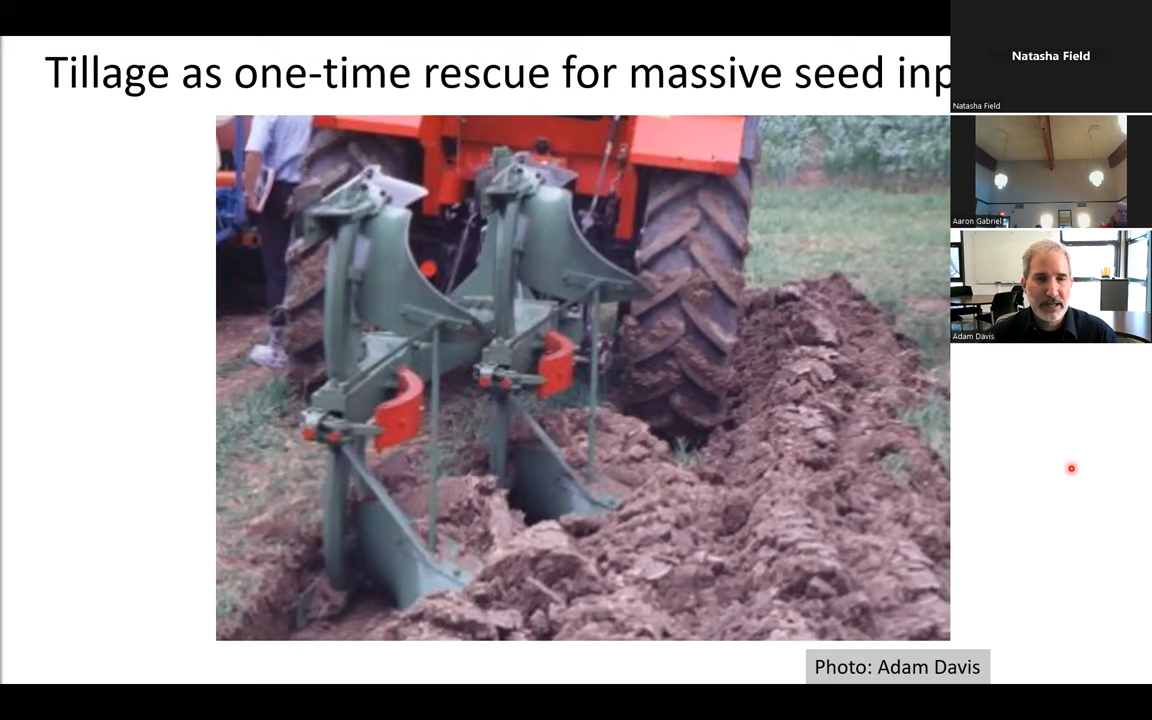 Tillage as one-time rescue for massive seed inp
Natasha Field
Natasha Field
Aaron Gabriel
Adam Davis
Photo: Adam Davis